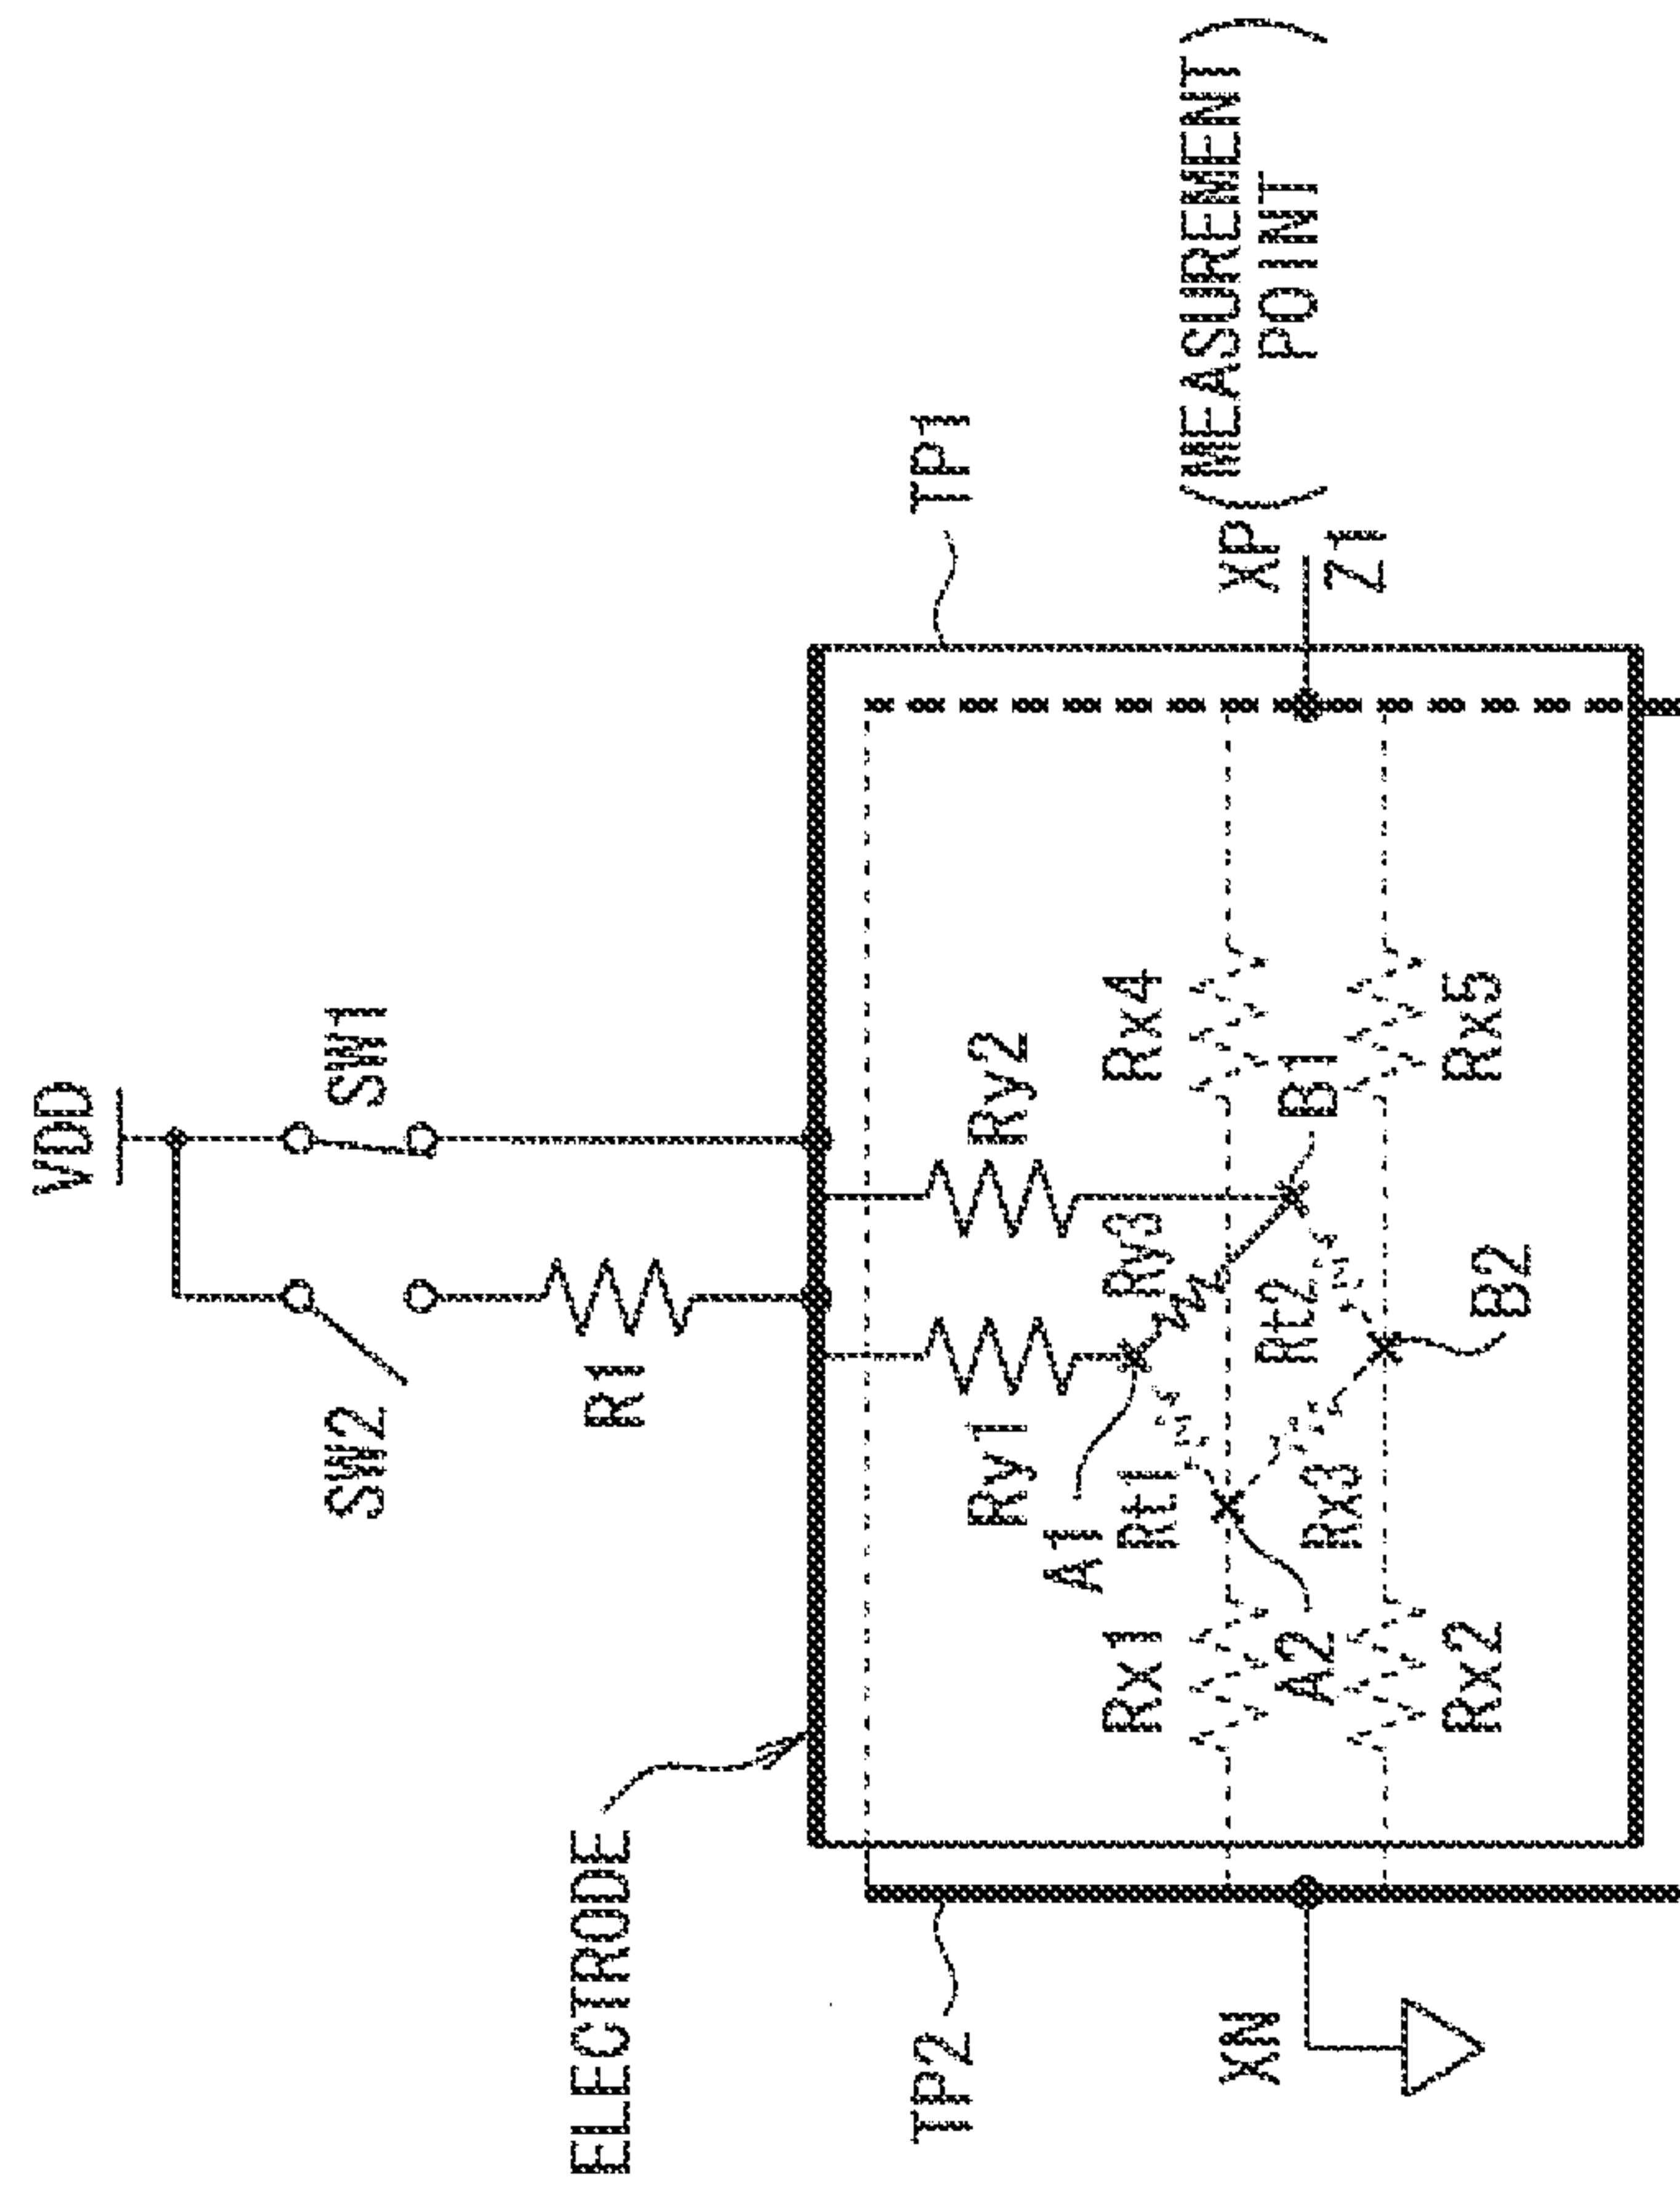 VDD
SW2
SW1
R1
ELECTRODE
TP2
TP1
Ry1
Ry2
A1
Rx1
Rt1
Ry3
Rx4
XN
A2
Rx3
Rt2
B1
XP
(MEASUREMENT
POINT)
Z1
Rx2
B2
Rx5